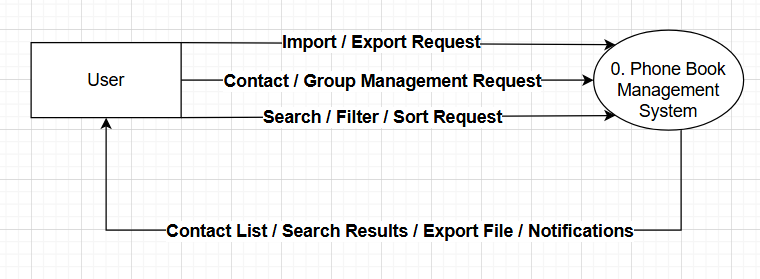 Import / Export Request
User
Contact / Group Management Request
0. Phone Book
Management
System
Search / Filter / Sort Request
Contact List / Search Results / Export File / Notifications